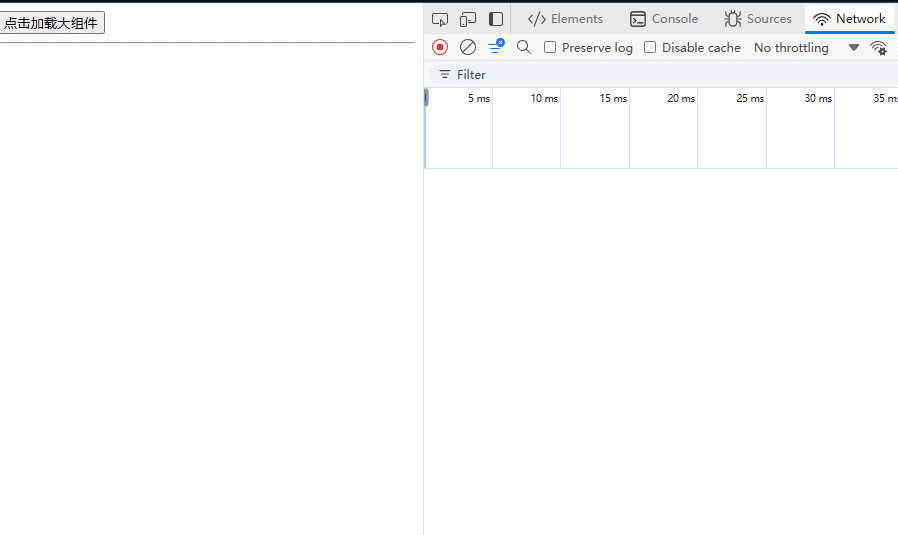 点击加载大组件
Elements Console Sources Network
Preserve log Disable cache No throttling
Filter
5 ms 10 ms 15 ms 20 ms 25 ms 30 ms 35 ms